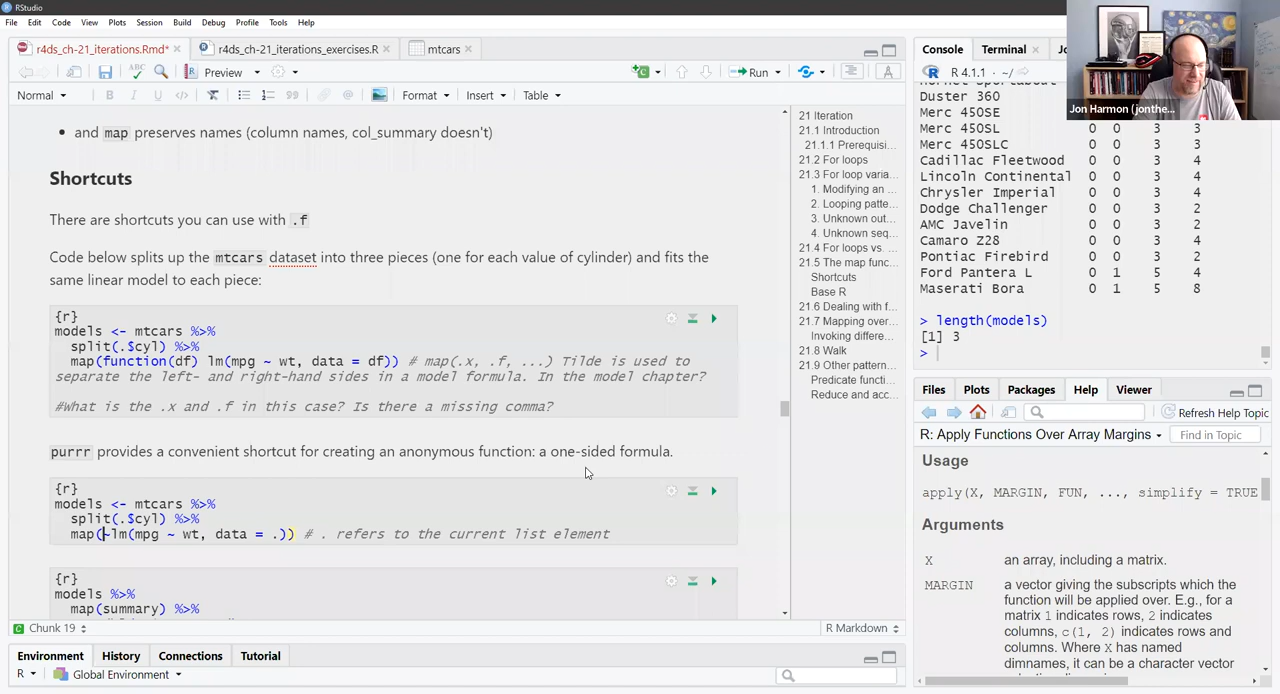 RStudio
File Edit Code View Plots Session Build Debug Profile Tools Help
r4ds_ch-21_iterations.Rmd* r4ds_ch-21_iterations_exercises.R mtcars
Preview Run
Normal B I U Format Insert Table
and map preserves names (column names, col_summary doesn't)
Shortcuts
There are shortcuts you can use with .f
Code below splits up the mtcars dataset into three pieces (one for each value of cylinder) and fits the
same linear model to each piece:
{r}
models <- mtcars %>%
split(.$cyl) %>%
map(function(df) lm(mpg ~ wt, data = df)) # map(.x, .f, ...) Tilde is used to
separate the left- and right-hand sides in a model formula. In the model chapter?
#What is the .x and .f in this case? Is there a missing comma?
purrr provides a convenient shortcut for creating an anonymous function: a one-sided formula.
{r}
models <- mtcars %>%
split(.$cyl) %>%
map(~lm(mpg ~ wt, data = .)) # . refers to the current list element
{r}
models %>%
map(summary) %>%
Chunk 19 R Markdown
21 Iteration
21.1 Introduction
21.1.1 Prerequisi...
21.2 For loops
21.3 For loop varia...
1. Modifying an ...
2. Looping patte...
3. Unknown out...
4. Unknown seq...
21.4 For loops vs. ...
21.5 The map func...
Shortcuts
Base R
21.6 Dealing with f...
21.7 Mapping over...
Invoking differe...
21.8 Walk
21.9 Other pattern...
Predicate functi...
Reduce and acc...
Environment History Connections Tutorial
R Global Environment
Console Terminal
R 4.1.1 · ~/
Duster 360
Merc 450SE
Merc 450SL 0 0 3 3
Merc 450SLC 0 0 3 3
Cadillac Fleetwood 0 0 3 4
Lincoln Continental 0 0 3 4
Chrysler Imperial 0 0 3 4
Dodge Challenger 0 0 3 2
AMC Javelin 0 0 3 2
Camaro Z28 0 0 3 4
Pontiac Firebird 0 0 3 2
Ford Pantera L 0 1 5 4
Maserati Bora 0 1 5 8
> length(models)
[1] 3
>
Jon Harmon (jonthe...
Files Plots Packages Help Viewer
Refresh Help Topic
R: Apply Functions Over Array Margins Find in Topic
Usage
apply(X, MARGIN, FUN, ..., simplify = TRUE
Arguments
X an array, including a matrix.
MARGIN a vector giving the subscripts which the
function will be applied over. E.g., for a
matrix 1 indicates rows, 2 indicates
columns, c(1, 2) indicates rows and
columns. Where X has named
dimnames, it can be a character vector